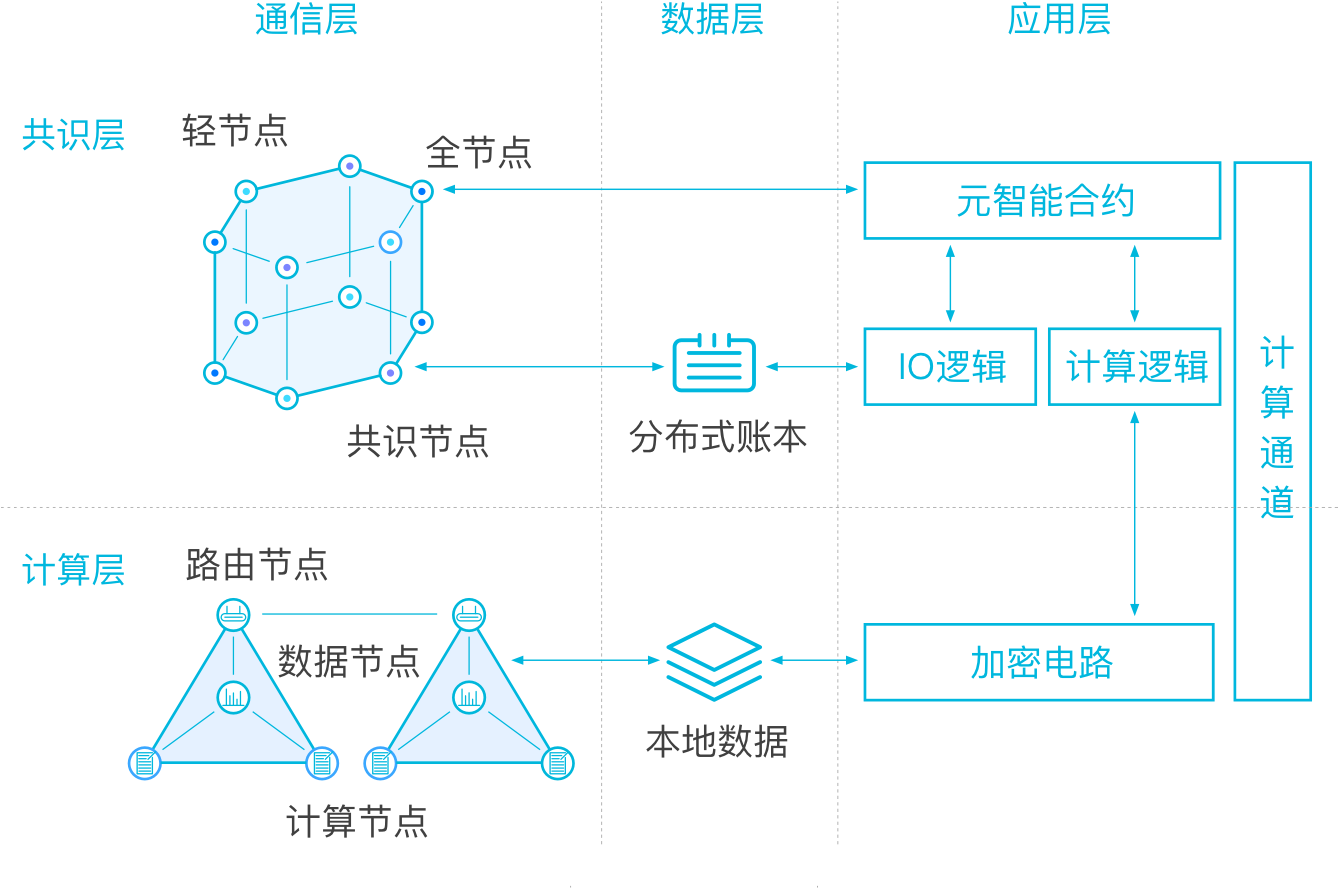 通信层
数据层
应用层
共识层
轻节点
全节点
元智能合约
IO逻辑
计算逻辑
计算通道
分布式账本
共识节点
计算层
路由节点
数据节点
加密电路
本地数据
计算节点